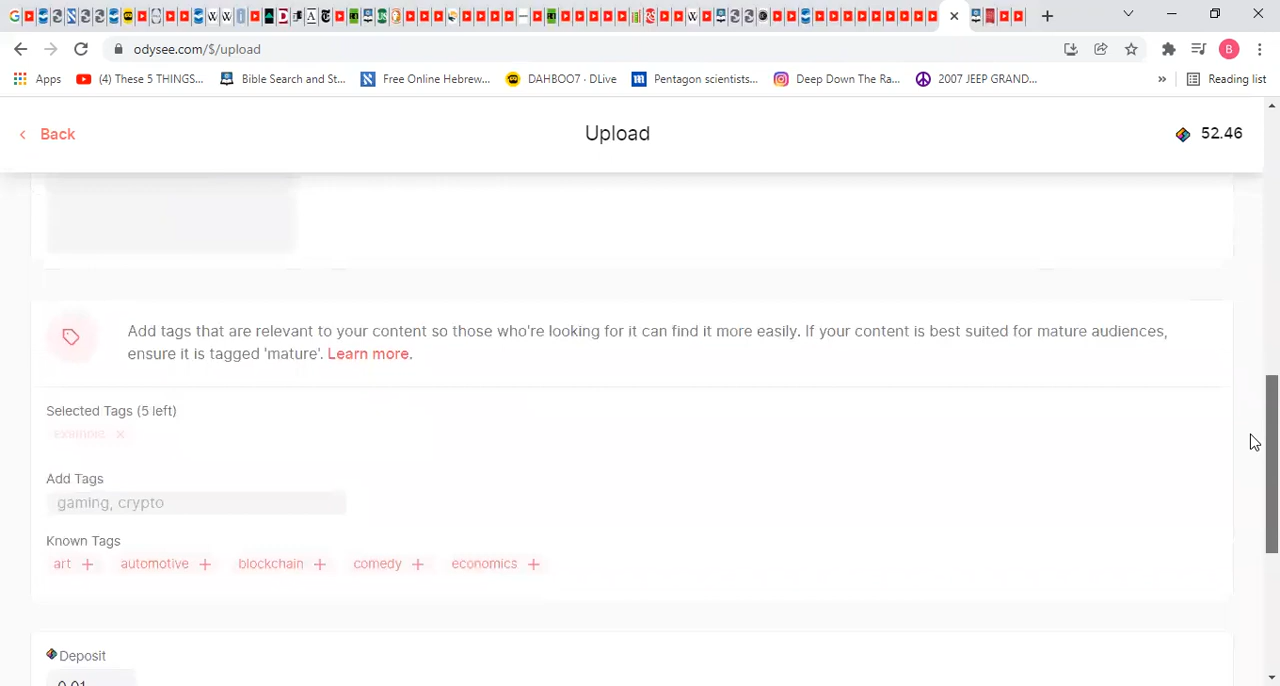 odysee.com/$/upload
B
Apps
(4) These 5 THINGS...
Bible Search and St...
Free Online Hebrew...
DAHBOO7 · DLive
Pentagon scientists...
Deep Down The Ra...
2007 JEEP GRAND...
»
Reading list
Back
Upload
52.46
Add tags that are relevant to your content so those who're looking for it can find it more easily. If your content is best suited for mature audiences,
ensure it is tagged 'mature'. Learn more.
Selected Tags (5 left)
example ×
Add Tags
gaming, crypto
Known Tags
art + automotive + blockchain + comedy + economics +
Deposit
0.01